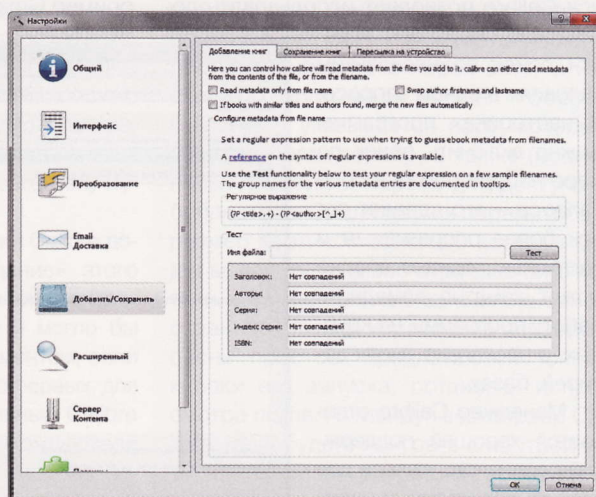 Настройки
Общий
Интерфейс
Преобразование
Email
Доставка
Добавить/Сохранить
Расширенный
Сервер
Контента
Добавление книг
Сохранение книг
Пересылка на устройство
Here you can control how calibre will read metadata from the files you add to it. calibre can either read metadata
from the contents of the file, or from the filename.
Read metadata only from file name
Swap author firstname and lastname
If books with similar titles and authors found, merge the new files automatically
Configure metadata from file name
Set a regular expression pattern to use when trying to guess ebook metadata from filenames.
A reference on the syntax of regular expressions is available.
Use the Test functionality below to test your regular expression on a few sample filenames.
The group names for the various metadata entries are documented in tooltips.
Регулярное выражение
(?P<title>.+) - (?P<author>[^_]+)
Тест
Имя файла:
Тест
Заголовок: Нет совпадений
Авторы: Нет совпадений
Серии: Нет совпадений
Индекс серии: Нет совпадений
ISBN: Нет совпадений
OK
Отмена